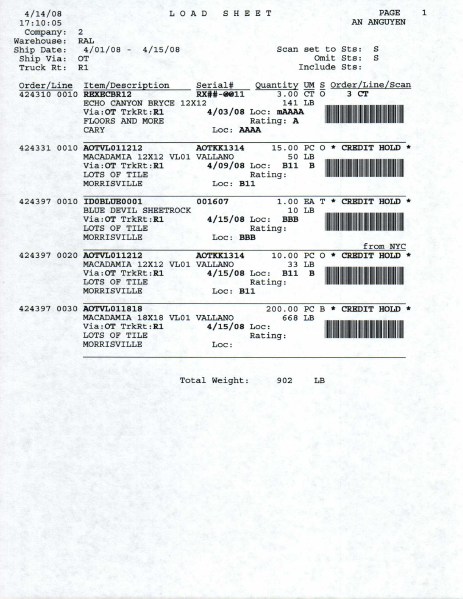 4/14/08 L O A D   S H E E T PAGE 1
17:10:05 AN ANGUYEN
Company: 2
Warehouse: RAL
Ship Date: 4/01/08 - 4/15/08 Scan set to Sts: S
Ship Via: OT Omit Sts: S
Truck Rt: R1 Include Sts:
Order/Line Item/Description Serial# Quantity UM S Order/Line/Scan
424310 0010 REXECBR12 RX##-0011 3.00 CT O 3 CT
ECHO CANYON BRYCE 12X12 141 LB
Via:OT TrkRt:R1 4/03/08 Loc: mAAAA
FLOORS AND MORE Rating: A
CARY Loc: AAAA
424331 0010 AOTVL011212 AOTKK1314 15.00 PC O * CREDIT HOLD *
MACADAMIA 12X12 VL01 VALLANO 50 LB
Via:OT TrkRt:R1 4/09/08 Loc: B11 B
LOTS OF TILE Rating:
MORRISVILLE Loc: B11
424397 0010 ID0BLUE0001 001607 1.00 EA T * CREDIT HOLD *
BLUE DEVIL SHEETROCK 10 LB
Via:OT TrkRt:R1 4/15/08 Loc: BBB
LOTS OF TILE Rating:
MORRISVILLE Loc: BBB
from NYC
424397 0020 AOTVL011212 AOTKK1314 10.00 PC O * CREDIT HOLD *
MACADAMIA 12X12 VL01 VALLANO 33 LB
Via:OT TrkRt:R1 4/15/08 Loc: B11 B
LOTS OF TILE Rating:
MORRISVILLE Loc: B11
424397 0030 AOTVL011818 200.00 PC B * CREDIT HOLD *
MACADAMIA 18X18 VL01 VALLANO 668 LB
Via:OT TrkRt:R1 4/15/08 Loc:
LOTS OF TILE Rating:
MORRISVILLE Loc:
Total Weight: 902 LB